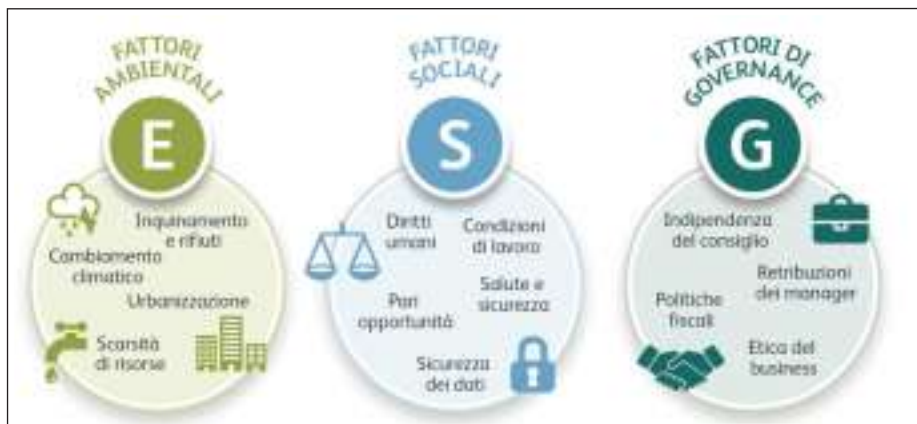 FATTORI
AMBIENTALI
E
Inquinamento
e rifiuti
Cambiamento
climatico
Urbanizzazione
Scarsità
di risorse
FATTORI
SOCIALI
S
Diritti
umani
Condizioni
di lavoro
Salute e
sicurezza
Pari
opportunità
Sicurezza
dei dati
FATTORI DI
GOVERNANCE
G
Indipendenza
del consiglio
Retribuzioni
dei manager
Politiche
fiscali
Etica del
business